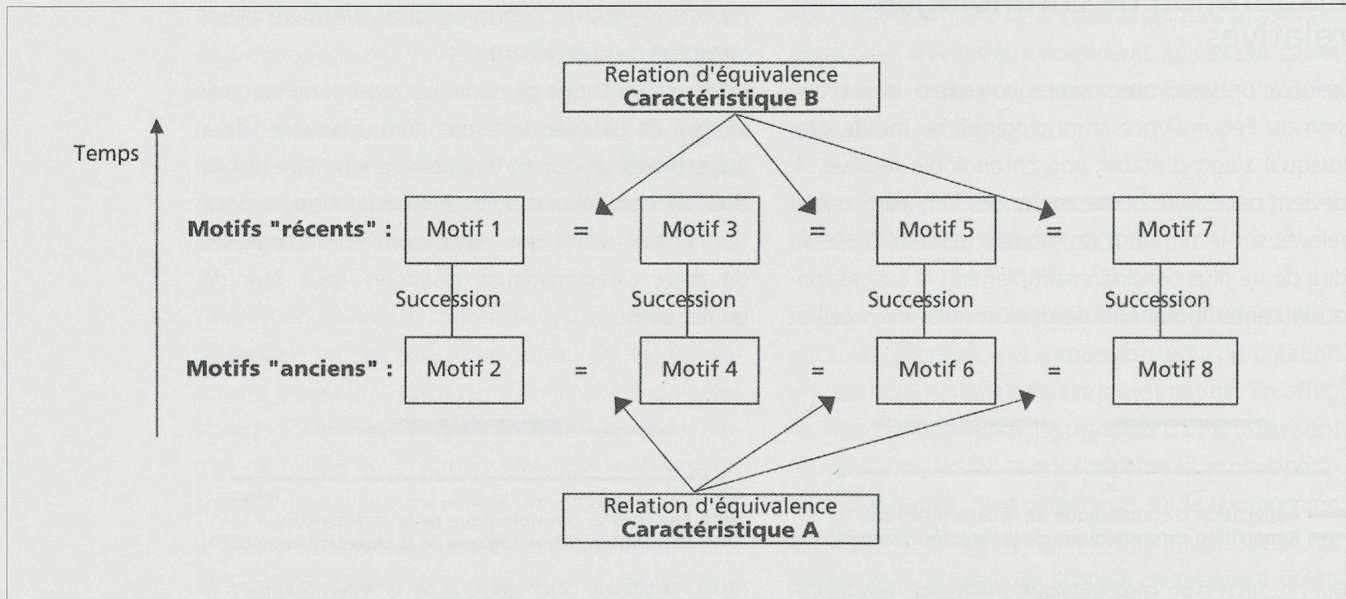 Relation d'équivalence
Caractéristique B
Temps
Motifs "récents" : Motif 1 = Motif 3 = Motif 5 = Motif 7
Succession Succession Succession Succession
Motifs "anciens" : Motif 2 = Motif 4 = Motif 6 = Motif 8
Relation d'équivalence
Caractéristique A